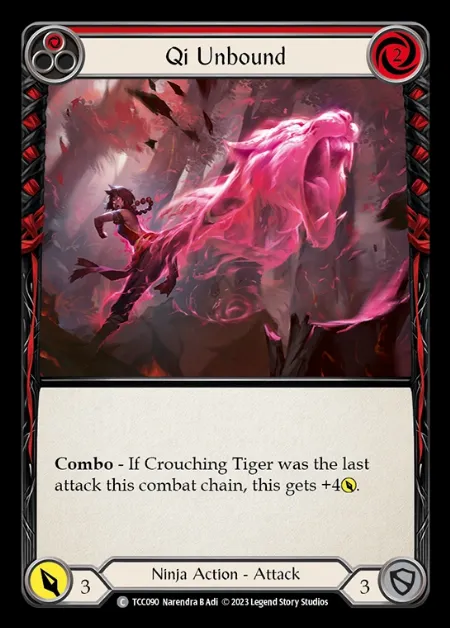 Qi Unbound
2
Combo - If Crouching Tiger was the last
attack this combat chain, this gets +4.
3
Ninja Action - Attack
3
C TCC090 Narendra B Adi © 2023 Legend Story Studios